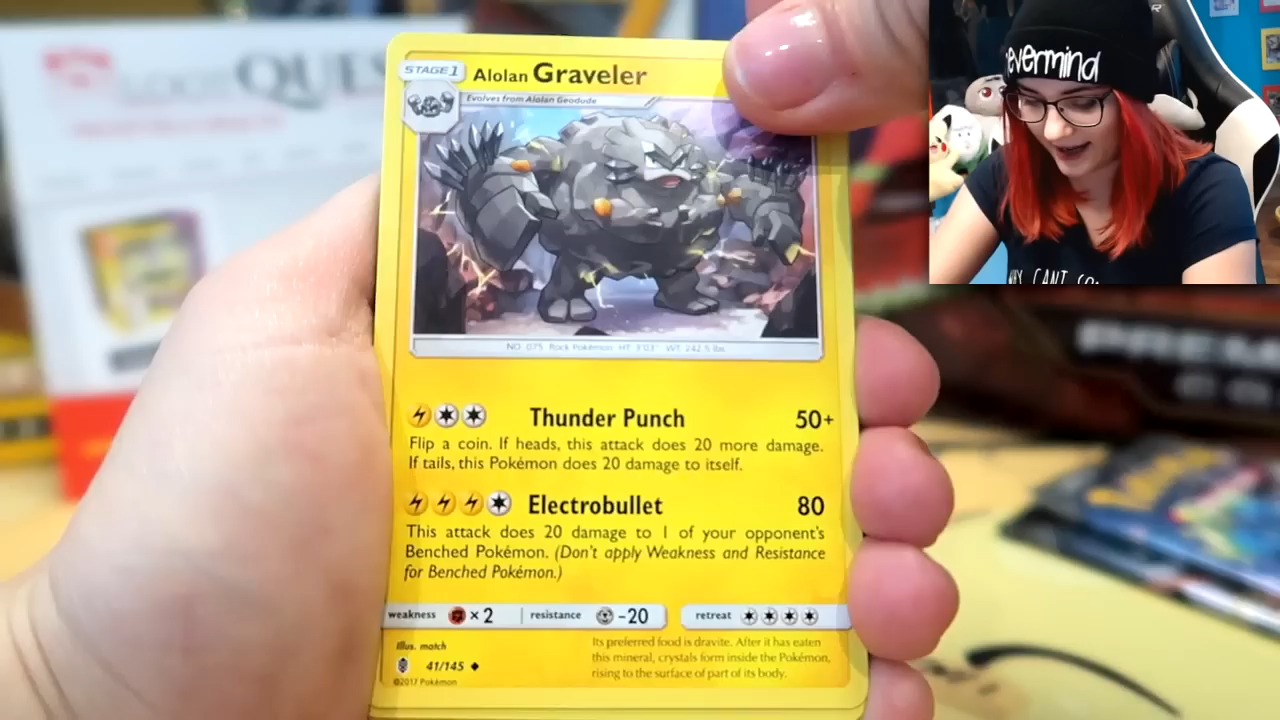 STAGE 1 Alolan Graveler
Evolves from Alolan Geodude
NO. 075 Rock Pokémon HT: 3'03" WT: 242.5 lbs.
Thunder Punch 50+
Flip a coin. If heads, this attack does 20 more damage.
If tails, this Pokémon does 20 damage to itself.
Electrobullet 80
This attack does 20 damage to 1 of your opponent's
Benched Pokémon. (Don't apply Weakness and Resistance
for Benched Pokémon.)
weakness × 2 resistance -20 retreat
Illus. match
41/145
©2017 Pokémon
Its preferred food is dravite. After it has eaten
this mineral, crystals form inside the Pokémon,
rising to the surface of part of its body.
nevermind
WHY CAN'T
QUES
PREM